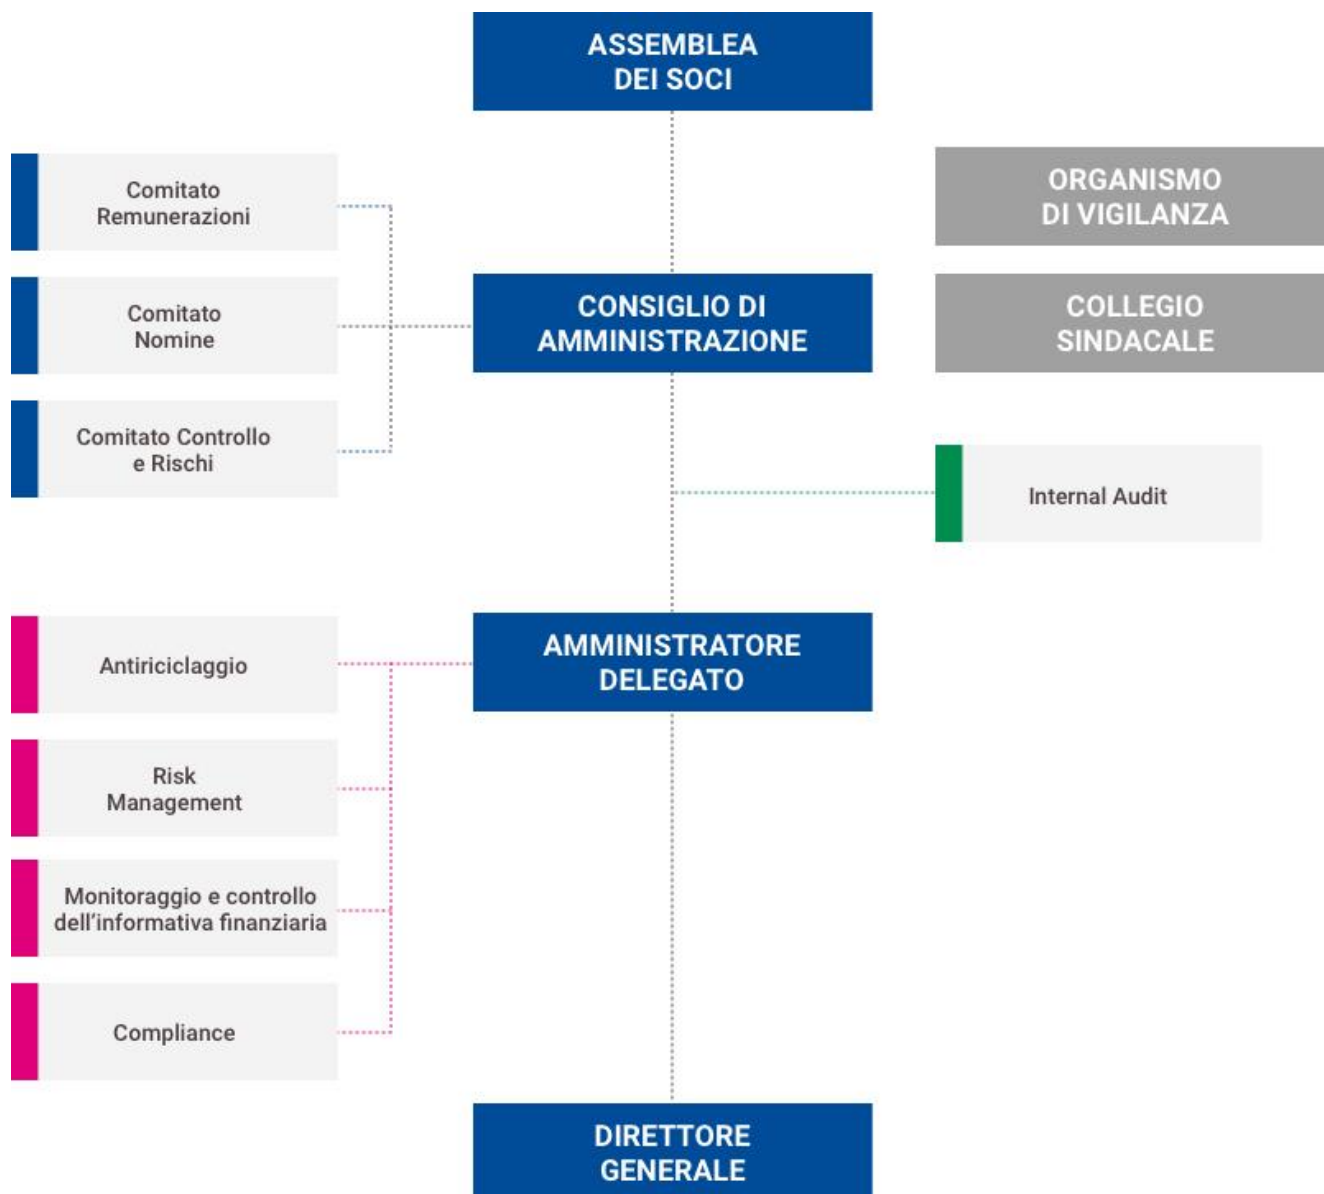 ASSEMBLEA
DEI SOCI
Comitato
Remunerazioni
ORGANISMO
DI VIGILANZA
Comitato
Nomine
CONSIGLIO DI
AMMINISTRAZIONE
COLLEGIO
SINDACALE
Comitato Controllo
e Rischi
Internal Audit
Antiriciclaggio
AMMINISTRATORE
DELEGATO
Risk
Management
Monitoraggio e controllo
dell’informativa finanziaria
Compliance
DIRETTORE
GENERALE